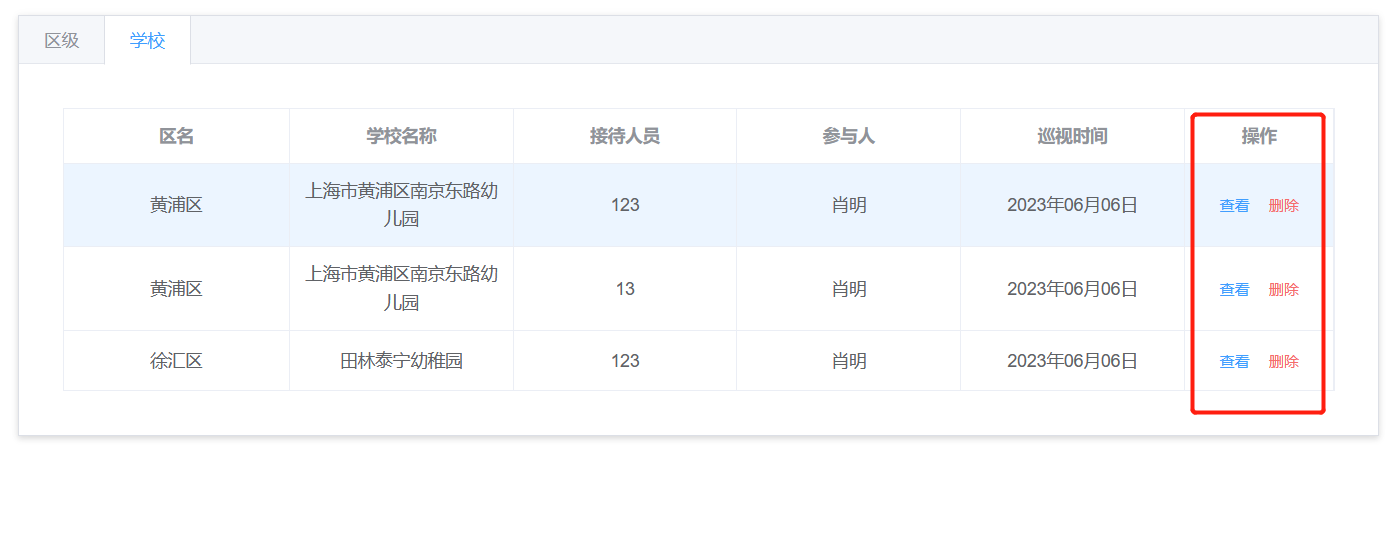 区级 学校
区名 学校名称 接待人员 参与人 巡视时间 操作
黄浦区 上海市黄浦区南京东路幼 123 肖明 2023年06月06日 查看 删除
儿园
黄浦区 上海市黄浦区南京东路幼 13 肖明 2023年06月06日 查看 删除
儿园
徐汇区 田林泰宁幼稚园 123 肖明 2023年06月06日 查看 删除